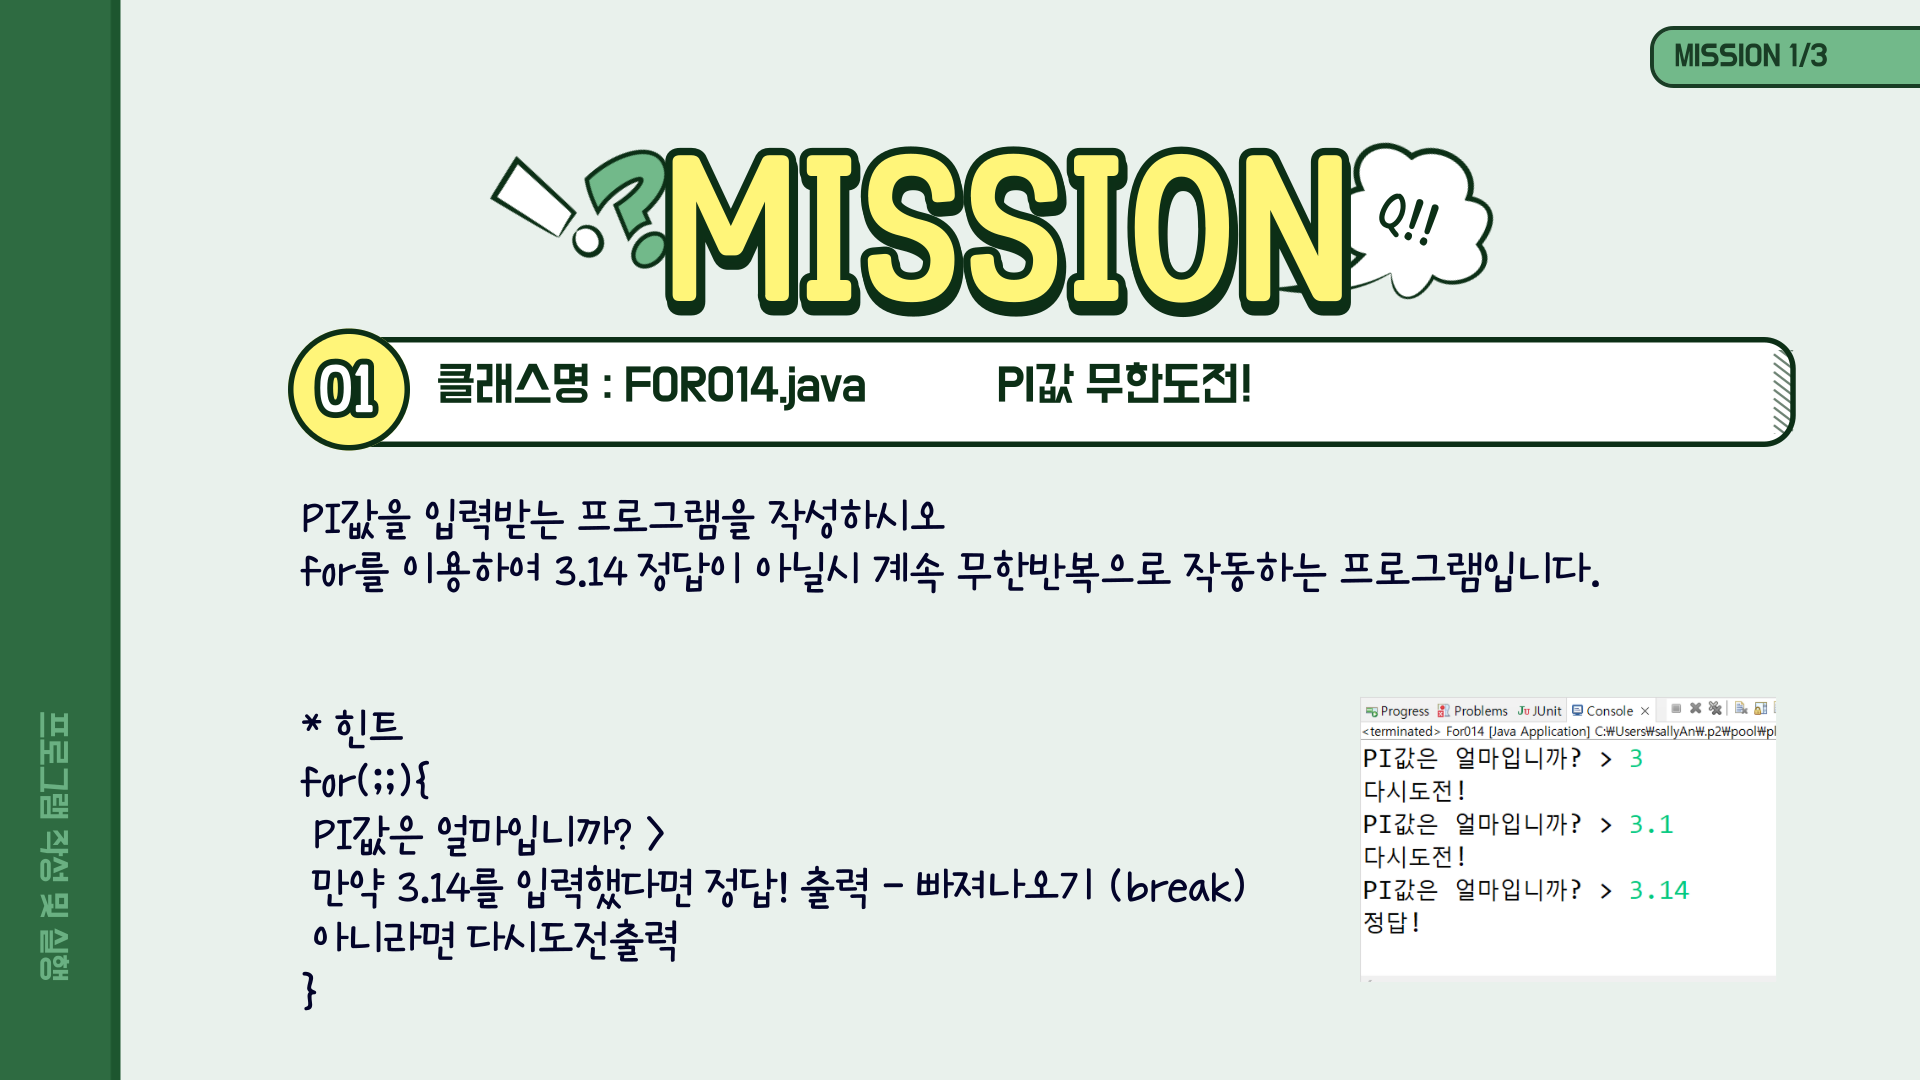 MISSION 1/3
MISSION
Q!!
01
클래스명 : FOR014.java PI값 무한도전!
PI값을 입력받는 프로그램을 작성하시오
for를 이용하여 3.14 정답이 아닐시 계속 무한반복으로 작동하는 프로그램입니다.
* 힌트
for(;;){
PI값은 얼마입니까? >
만약 3.14를 입력했다면 정답! 출력 - 빠져나오기 (break)
아니라면 다시도전출력
}
Progress Problems JUnit Console
<terminated> For014 [Java Application] C:₩Users₩sallyAn₩.p2₩pool₩pl
PI값은 얼마입니까? > 3
다시도전!
PI값은 얼마입니까? > 3.1
다시도전!
PI값은 얼마입니까? > 3.14
정답!
프로그램 작성 및 실행